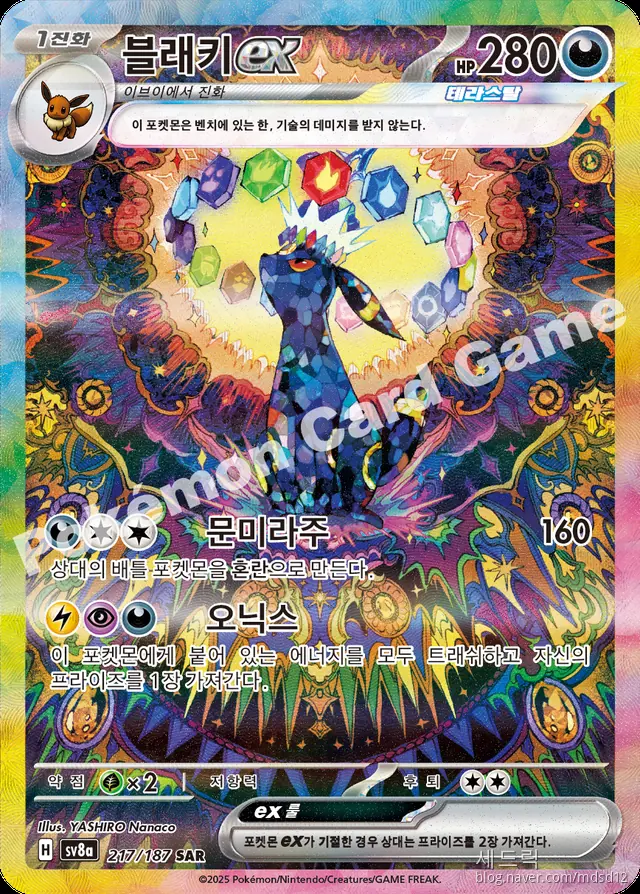 1진화
블래키ex
HP280
이브이에서 진화
테라스탈
이 포켓몬은 벤치에 있는 한, 기술의 데미지를 받지 않는다.
Pokémon Card Game
문미라주 160
상대의 배틀 포켓몬을 혼란으로 만든다.
오닉스
이 포켓몬에게 붙어 있는 에너지를 모두 트래쉬하고 자신의
프라이즈를 1장 가져간다.
약점 ×2 저항력 후퇴
ex룰
포켓몬 ex가 기절한 경우 상대는 프라이즈를 2장 가져간다.
Illus. YASHIRO Nanaco
H sv8a 217/187 SAR
©2025 Pokémon/Nintendo/Creatures/GAME FREAK.
세드릭
blog.naver.com/mdsd12